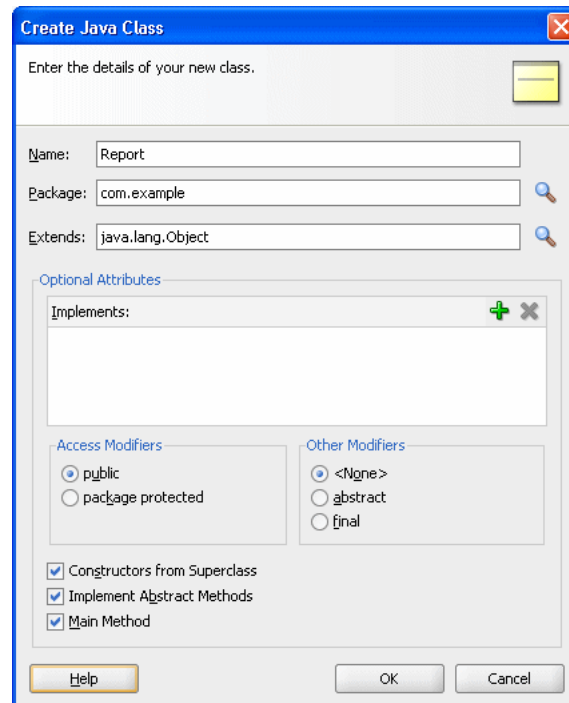 Create Java Class
Enter the details of your new class.
Name: Report
Package: com.example
Extends: java.lang.Object
Optional Attributes
Implements:
Access Modifiers
public
package protected
Other Modifiers
<None>
abstract
final
Constructors from Superclass
Implement Abstract Methods
Main Method
Help OK Cancel